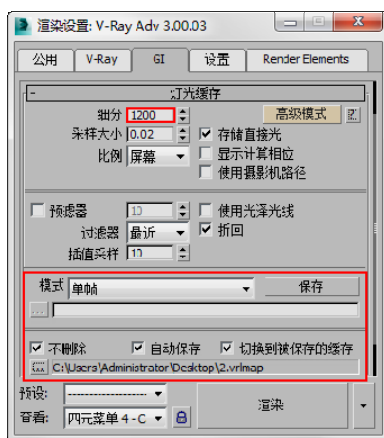 渲染设置: V-Ray Adv 3.00.03
公用 V-Ray GI 设置 Render Elements
- 灯光缓存
细分 1200 高级模式 ?
采样大小 0.02 存储直接光
比例 屏幕 显示计算相位
使用摄影机路径
预滤器 10 使用光泽光线
过滤器 最近 折回
插值采样 10
模式 单帧 保存
...
不删除 自动保存 切换到被保存的缓存
... C:\Users\Administrator\Desktop\2.vrlmap
预设: 渲染
查看: 四元菜单 4 - C